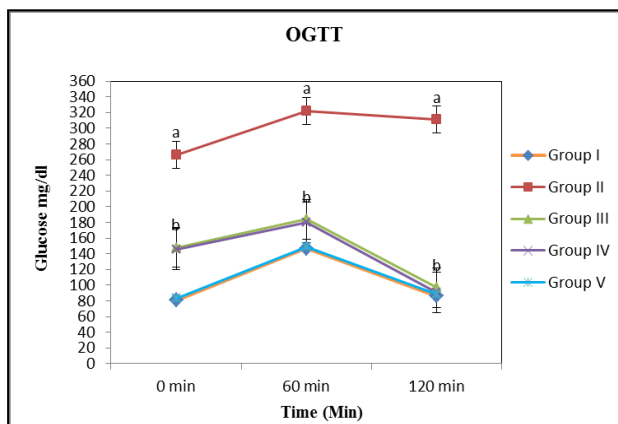 OGTT
360
340
320
300
280
260
240
220
200
180
160
140
120
100
80
60
40
20
0
Glucose mg/dl
a
a
a
b
b
b
0 min
60 min
120 min
Time (Min)
Group I
Group II
Group III
Group IV
Group V